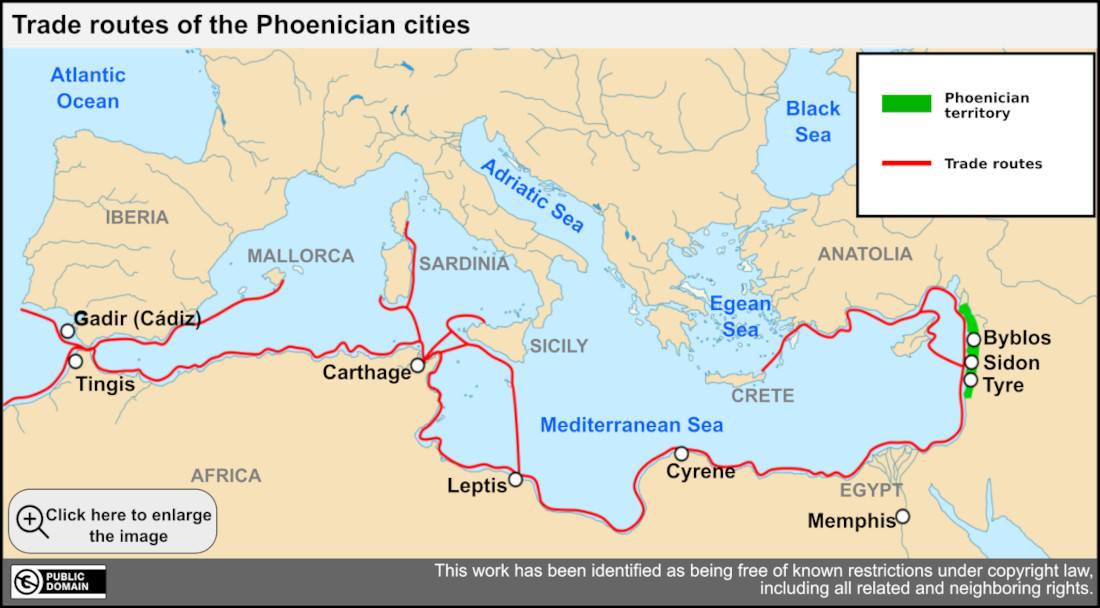 Trade routes of the Phoenician cities
Atlantic
Ocean
Black
Sea
Phoenician
territory
Trade routes
Adriatic Sea
IBERIA
MALLORCA
SARDINIA
ANATOLIA
Egean
Sea
Gadir (Cádiz)
SICILY
Byblos
Sidon
Tyre
Tingis
Carthage
CRETE
Mediterranean Sea
AFRICA
Leptis
Cyrene
EGYPT
Memphis
Click here to enlarge
the image
PUBLIC
DOMAIN
This work has been identified as being free of known restrictions under copyright law,
including all related and neighboring rights.